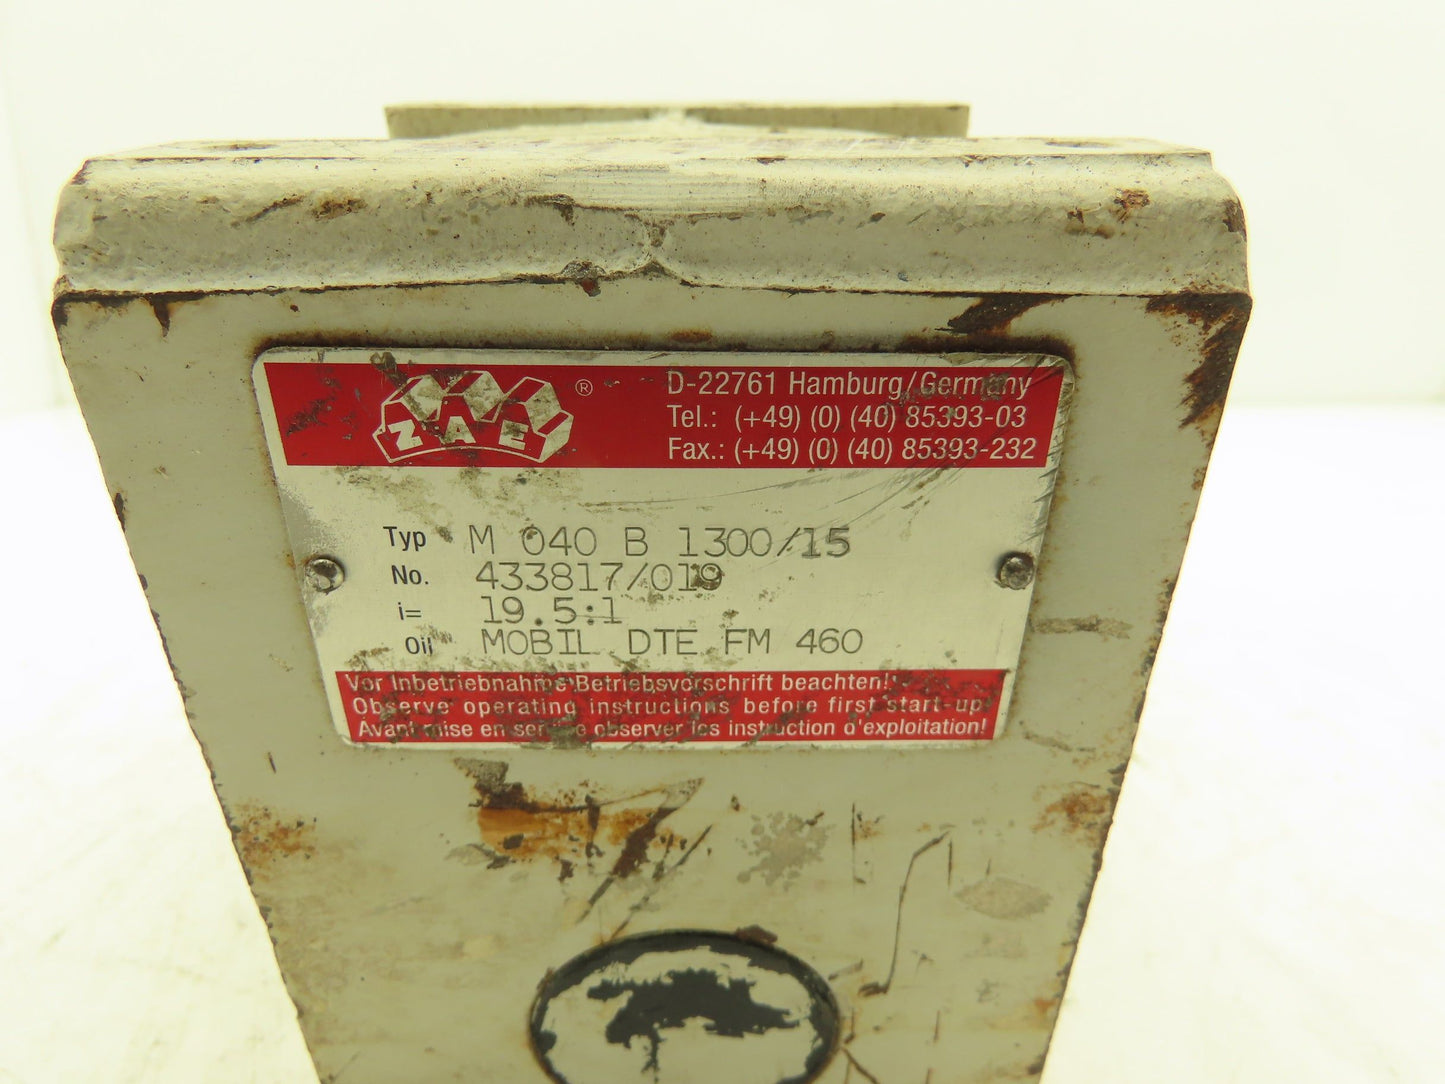 ZAE ®
D-22761 Hamburg/Germany
Tel.: (+49) (0) (40) 85393-03
Fax.: (+49) (0) (40) 85393-232
Typ M 040 B 1300/15
No. 433817/019
i= 19.5:1
Oil MOBIL DTE FM 460
Vor Inbetriebnahme Betriebsvorschrift beachten!
Observe operating instructions before first start-up!
Avant mise en service observer les instruction d'exploitation!